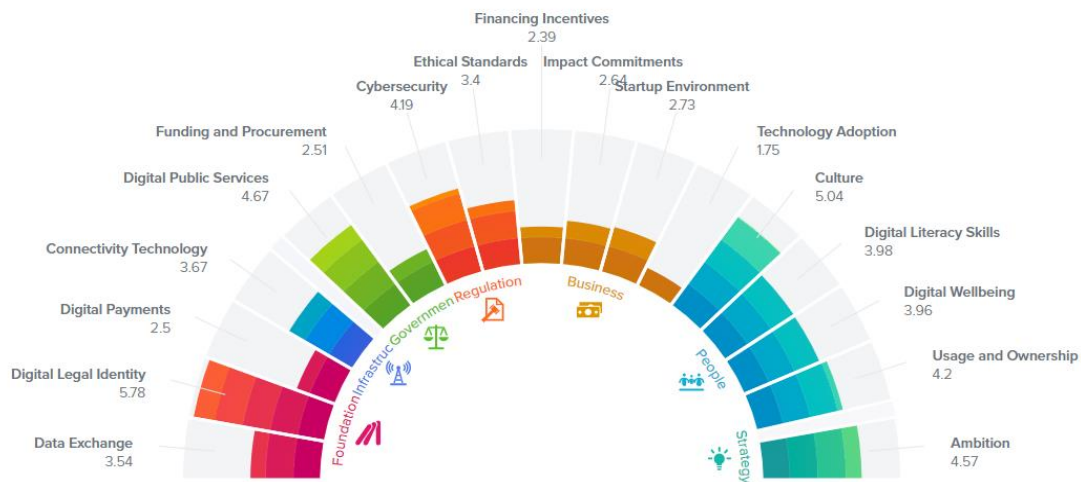 Financing Incentives
2.39
Ethical Standards
3.4
Impact Commitments
2.64
Cybersecurity
4.19
Startup Environment
2.73
Funding and Procurement
2.51
Technology Adoption
1.75
Digital Public Services
4.67
Culture
5.04
Connectivity Technology
3.67
Digital Literacy Skills
3.98
Digital Payments
2.5
Digital Wellbeing
3.96
Digital Legal Identity
5.78
Usage and Ownership
4.2
Data Exchange
3.54
Ambition
4.57
Foundation
Infrastruc
Governmen
Regulation
Business
People
Strategy